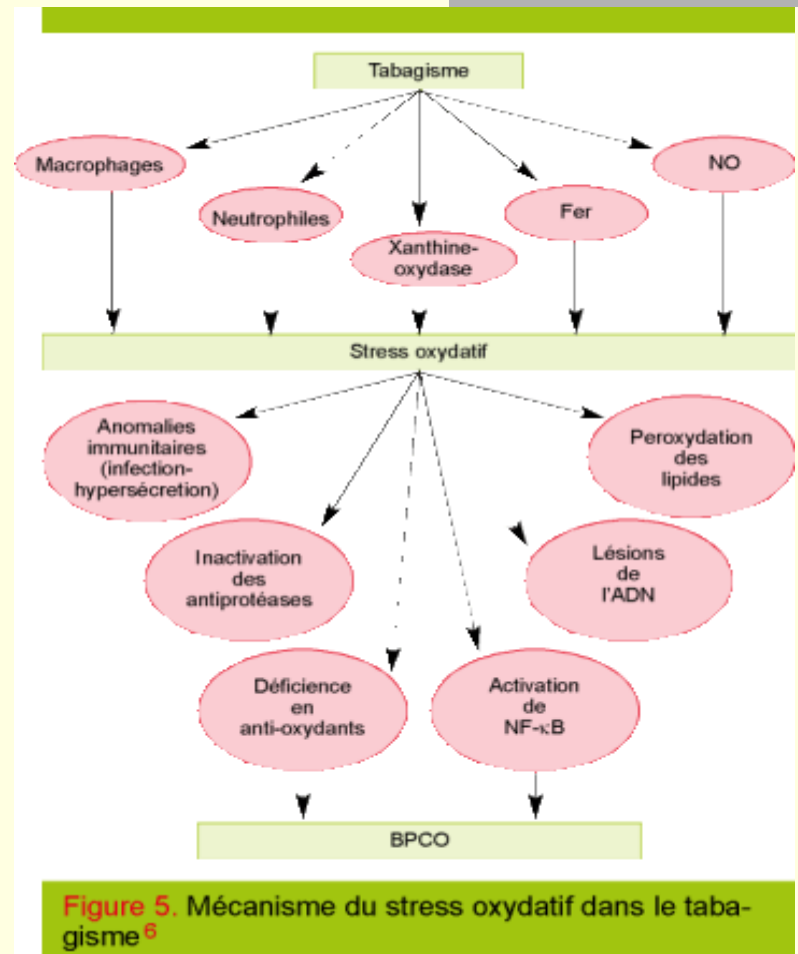 Tabagisme
Macrophages
NO
Neutrophiles
Fer
Xanthine-
oxydase
Stress oxydatif
Anomalies
immunitaires
(infection-
hypersécretion)
Peroxydation
des
lipides
Inactivation
des
antiprotéases
Lésions
de
l'ADN
Déficience
en
anti-oxydants
Activation
de
NF-κB
BPCO
Figure 5. Mécanisme du stress oxydatif dans le taba-
gisme 6